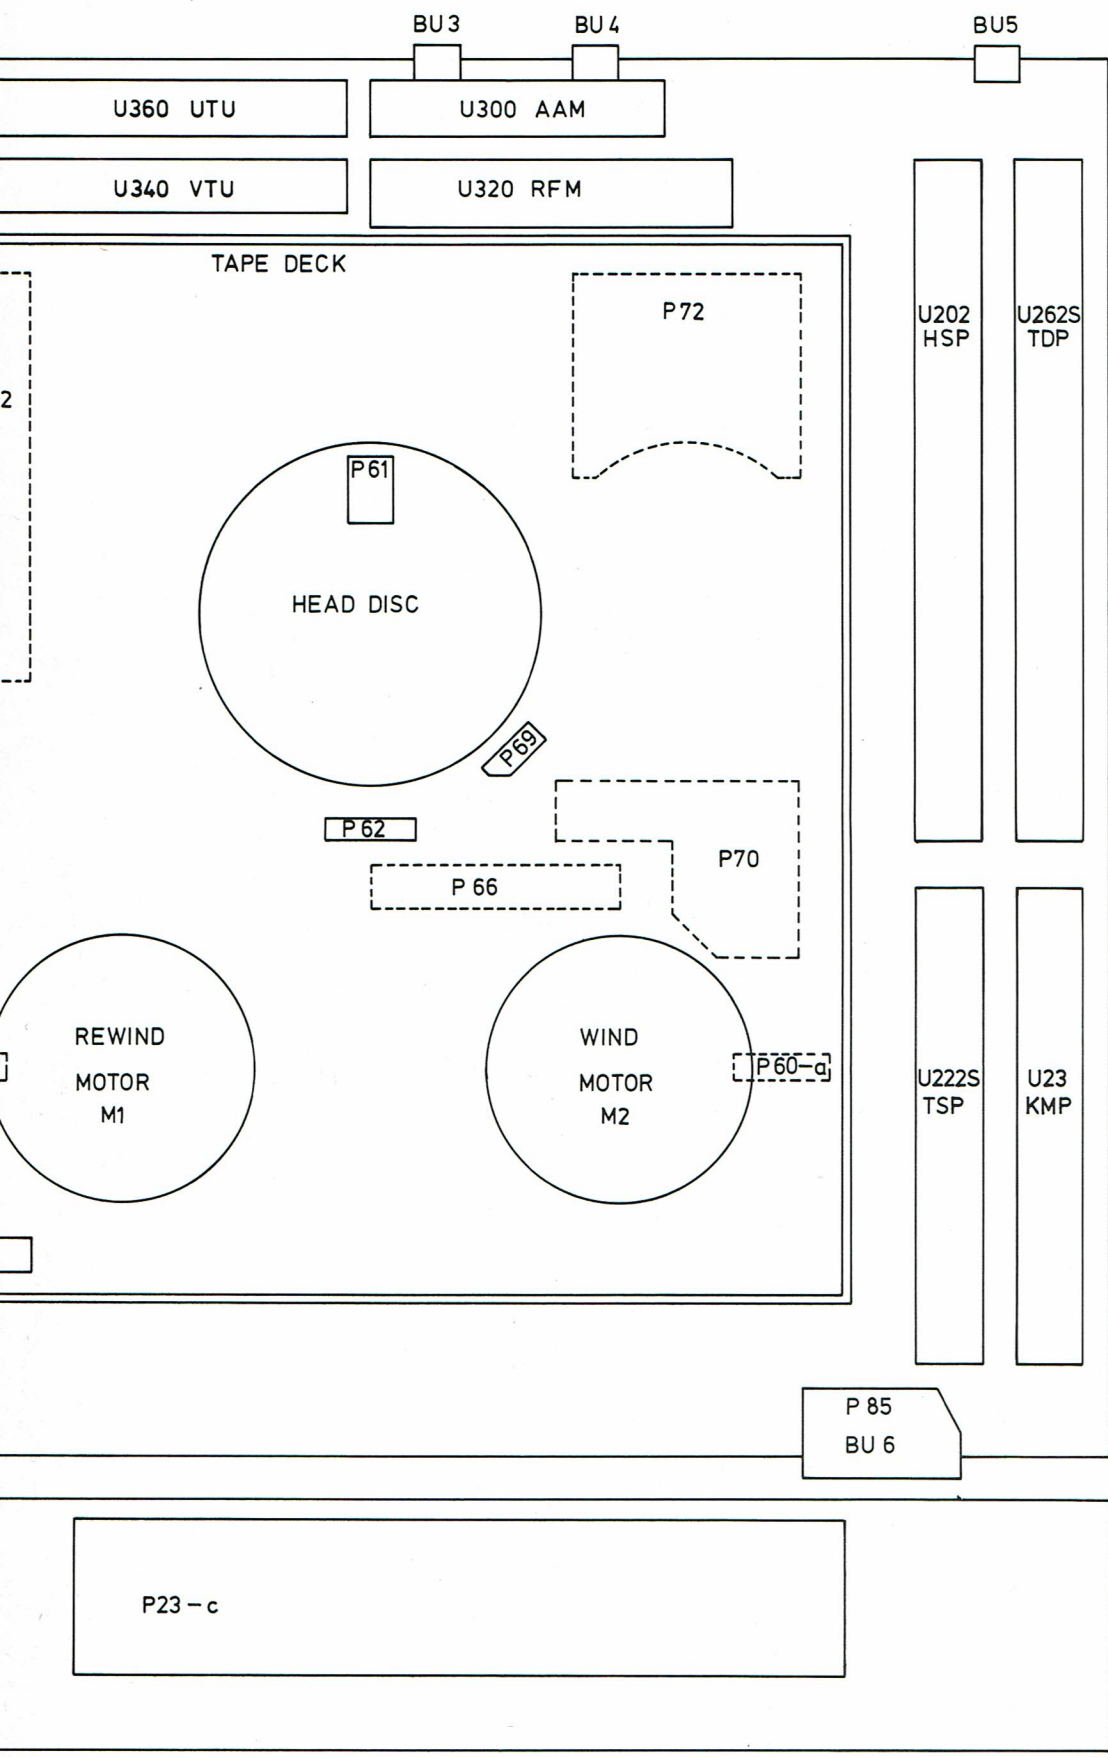 BU3
BU4
BU5
U360 UTU
U300 AAM
U340 VTU
U320 RFM
TAPE DECK
P72
U202
HSP
U262S
TDP
2
P61
HEAD DISC
P69
P62
P70
P 66
REWIND
MOTOR
M1
WIND
MOTOR
M2
P60-a
U222S
TSP
U23
KMP
P 85
BU 6
P23-c